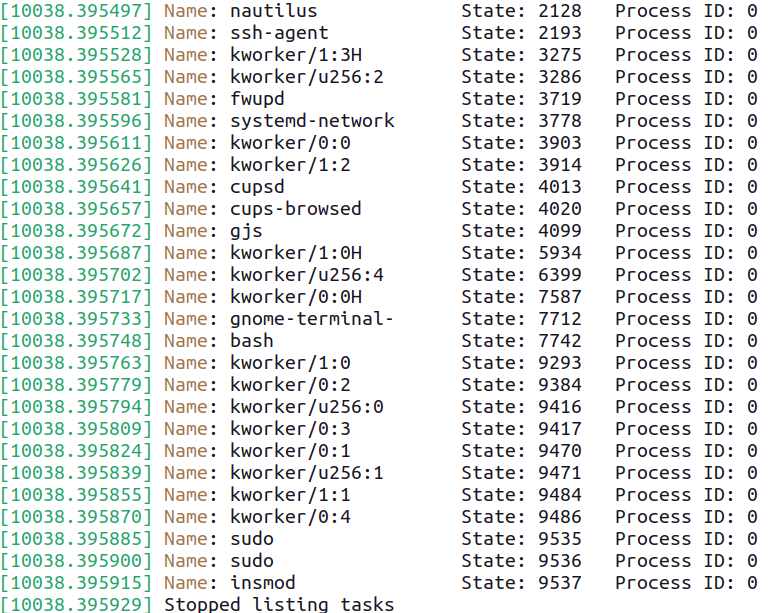 [10038.395497] Name: nautilus State: 2128 Process ID: 0
[10038.395512] Name: ssh-agent State: 2193 Process ID: 0
[10038.395528] Name: kworker/1:3H State: 3275 Process ID: 0
[10038.395565] Name: kworker/u256:2 State: 3286 Process ID: 0
[10038.395581] Name: fwupd State: 3719 Process ID: 0
[10038.395596] Name: systemd-network State: 3778 Process ID: 0
[10038.395611] Name: kworker/0:0 State: 3903 Process ID: 0
[10038.395626] Name: kworker/1:2 State: 3914 Process ID: 0
[10038.395641] Name: cupsd State: 4013 Process ID: 0
[10038.395657] Name: cups-browsed State: 4020 Process ID: 0
[10038.395672] Name: gjs State: 4099 Process ID: 0
[10038.395687] Name: kworker/1:0H State: 5934 Process ID: 0
[10038.395702] Name: kworker/u256:4 State: 6399 Process ID: 0
[10038.395717] Name: kworker/0:0H State: 7587 Process ID: 0
[10038.395733] Name: gnome-terminal- State: 7712 Process ID: 0
[10038.395748] Name: bash State: 7742 Process ID: 0
[10038.395763] Name: kworker/1:0 State: 9293 Process ID: 0
[10038.395779] Name: kworker/0:2 State: 9384 Process ID: 0
[10038.395794] Name: kworker/u256:0 State: 9416 Process ID: 0
[10038.395809] Name: kworker/0:3 State: 9417 Process ID: 0
[10038.395824] Name: kworker/0:1 State: 9470 Process ID: 0
[10038.395839] Name: kworker/u256:1 State: 9471 Process ID: 0
[10038.395855] Name: kworker/1:1 State: 9484 Process ID: 0
[10038.395870] Name: kworker/0:4 State: 9486 Process ID: 0
[10038.395885] Name: sudo State: 9535 Process ID: 0
[10038.395900] Name: sudo State: 9536 Process ID: 0
[10038.395915] Name: insmod State: 9537 Process ID: 0
[10038.395929] Stopped listing tasks